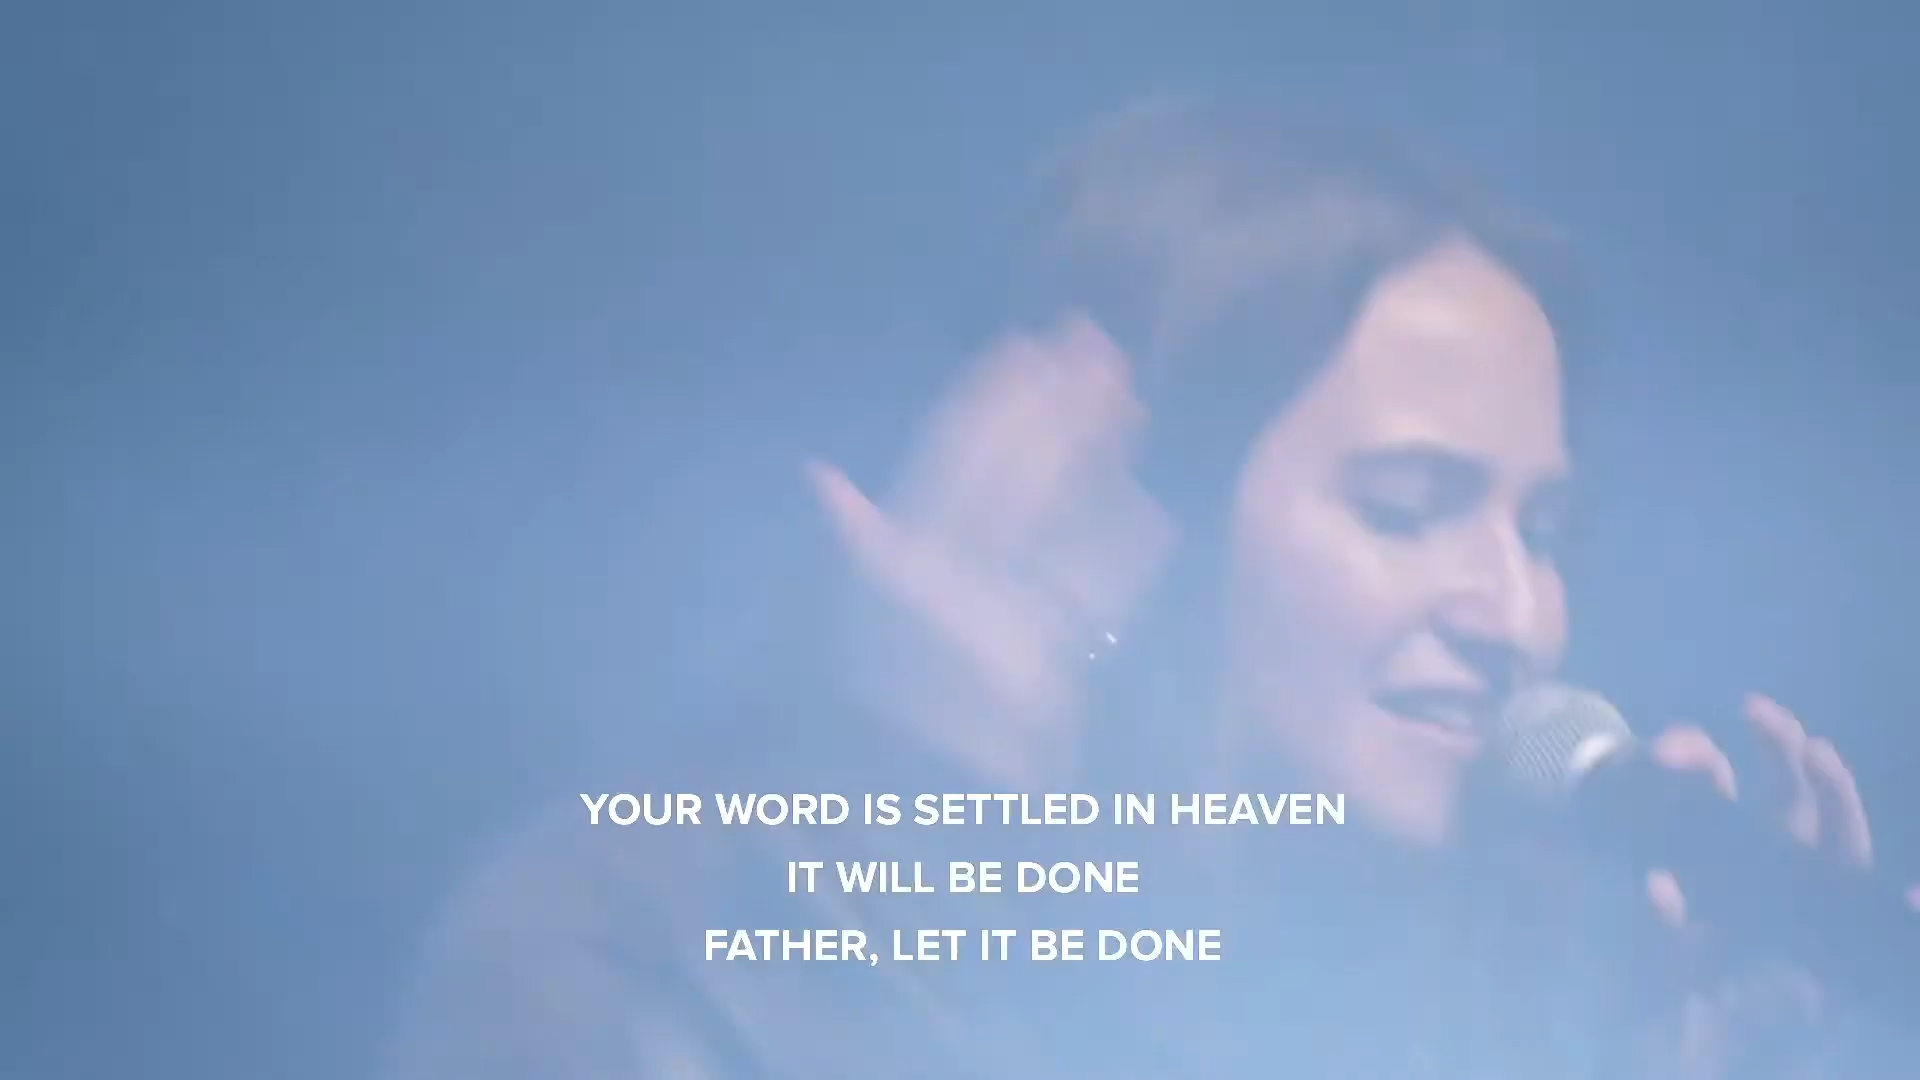 YOUR WORD IS SETTLED IN HEAVEN
IT WILL BE DONE
FATHER, LET IT BE DONE